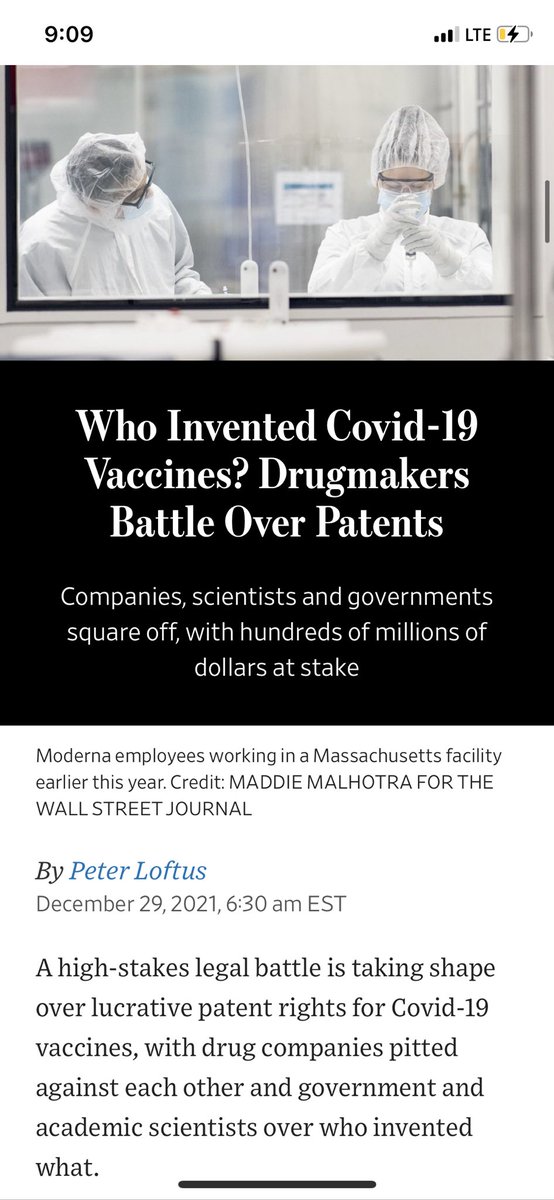 9:09
LTE
Who Invented Covid-19
Vaccines? Drugmakers
Battle Over Patents
Companies, scientists and governments
square off, with hundreds of millions of
dollars at stake
Moderna employees working in a Massachusetts facility
earlier this year. Credit: MADDIE MALHOTRA FOR THE
WALL STREET JOURNAL
By Peter Loftus
December 29, 2021, 6:30 am EST
A high-stakes legal battle is taking shape
over lucrative patent rights for Covid-19
vaccines, with drug companies pitted
against each other and government and
academic scientists over who invented
what.